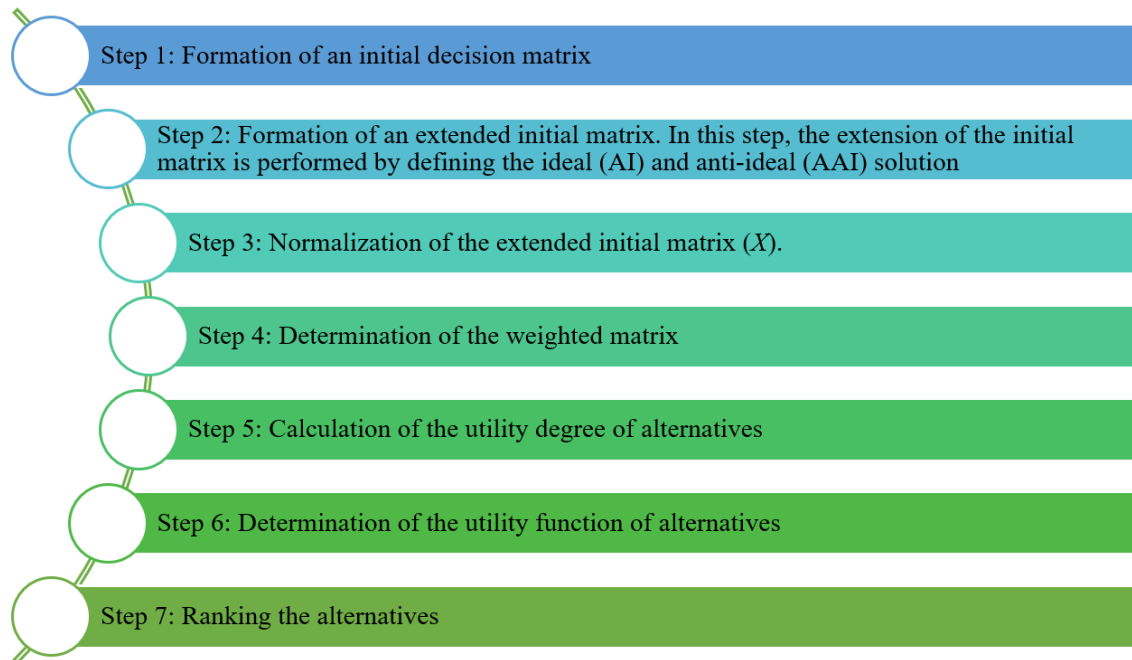 Step 1: Formation of an initial decision matrix
Step 2: Formation of an extended initial matrix. In this step, the extension of the initial
matrix is performed by defining the ideal (AI) and anti-ideal (AAI) solution
Step 3: Normalization of the extended initial matrix (X).
Step 4: Determination of the weighted matrix
Step 5: Calculation of the utility degree of alternatives
Step 6: Determination of the utility function of alternatives
Step 7: Ranking the alternatives